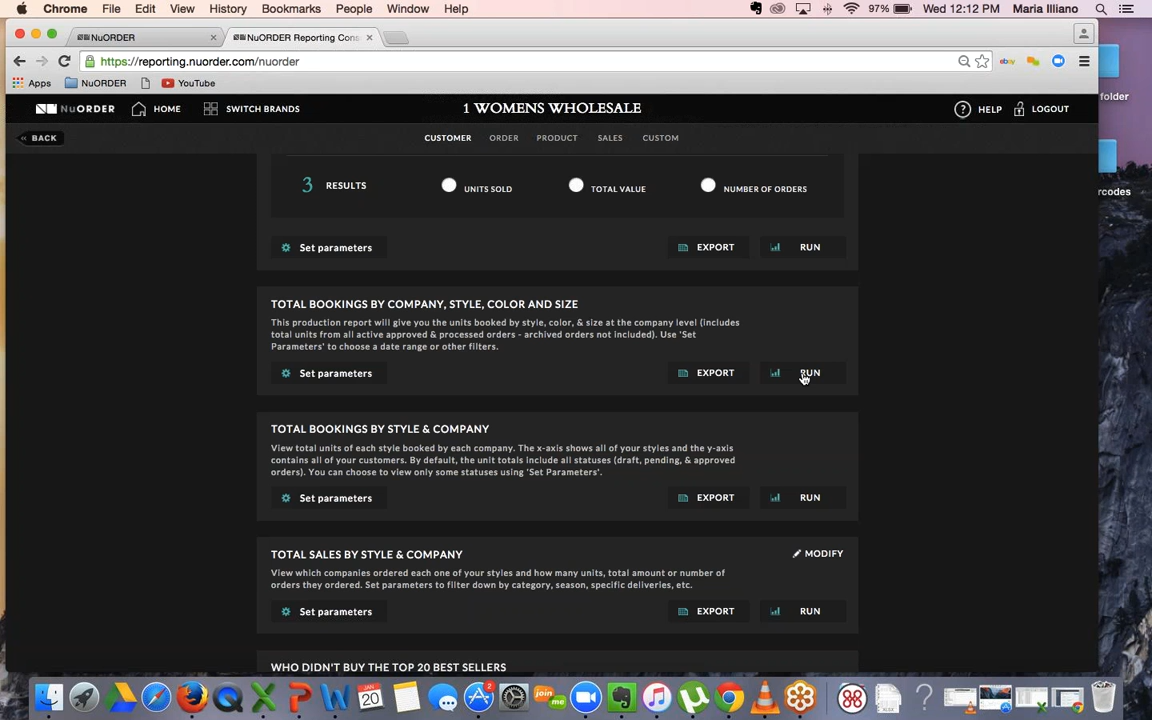 Chrome File Edit View History Bookmarks People Window Help 97% Wed 12:12 PM Maria Illiano
NuORDER NuORDER Reporting Cons
https://reporting.nuorder.com/nuorder ebay
Apps NuORDER YouTube
folder
NUORDER HOME SWITCH BRANDS 1 WOMENS WHOLESALE HELP LOGOUT
« BACK CUSTOMER ORDER PRODUCT SALES CUSTOM
3 RESULTS UNITS SOLD TOTAL VALUE NUMBER OF ORDERS
rcodes
Set parameters EXPORT RUN
TOTAL BOOKINGS BY COMPANY, STYLE, COLOR AND SIZE
This production report will give you the units booked by style, color, & size at the company level (includes
total units from all active approved & processed orders - archived orders not included). Use 'Set
Parameters' to choose a date range or other filters.
Set parameters EXPORT RUN
TOTAL BOOKINGS BY STYLE & COMPANY
View total units of each style booked by each company. The x-axis shows all of your styles and the y-axis
contains all of your customers. By default, the unit totals include all statuses (draft, pending, & approved
orders). You can choose to view only some statuses using 'Set Parameters'.
Set parameters EXPORT RUN
TOTAL SALES BY STYLE & COMPANY MODIFY
View which companies ordered each one of your styles and how many units, total amount or number of
orders they ordered. Set parameters to filter down by category, season, specific deliveries, etc.
Set parameters EXPORT RUN
WHO DIDN'T BUY THE TOP 20 BEST SELLERS
JAN
20
2
join
me